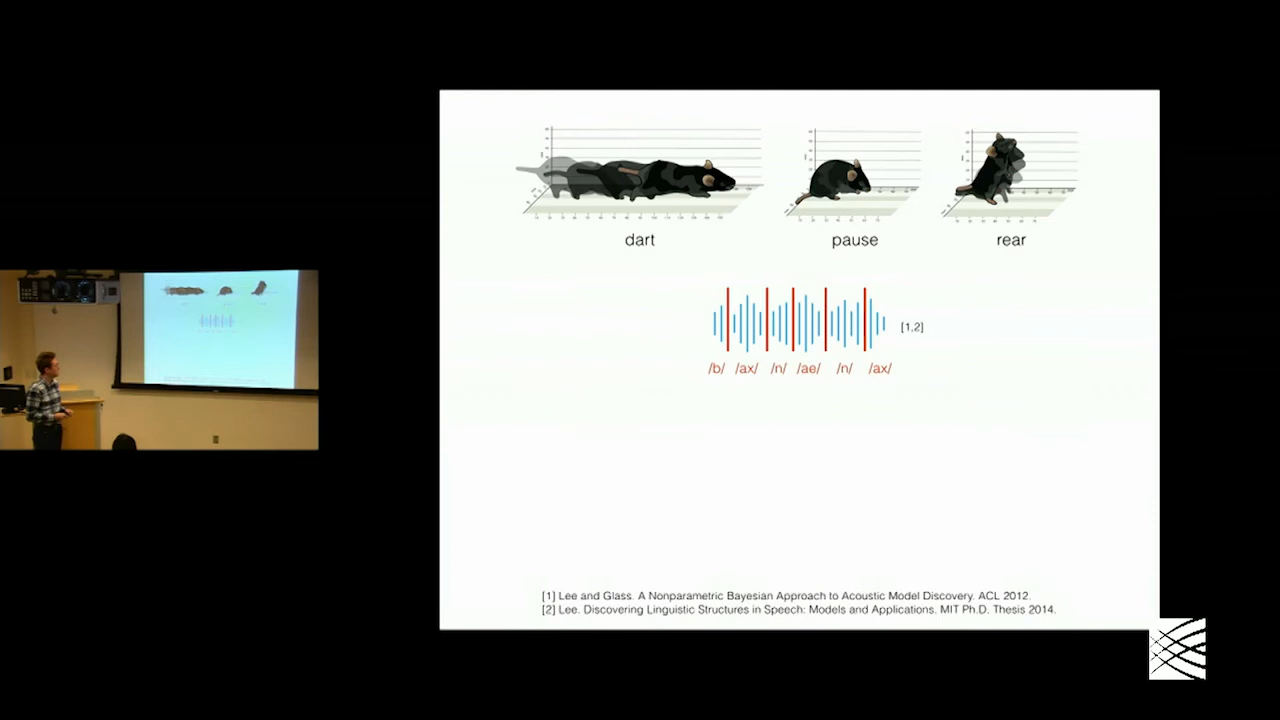 dart pause rear
[1,2]
/b/ /ax/ /n/ /ae/ /n/ /ax/
[1] Lee and Glass. A Nonparametric Bayesian Approach to Acoustic Model Discovery. ACL 2012.
[2] Lee. Discovering Linguistic Structures in Speech: Models and Applications. MIT Ph.D. Thesis 2014.